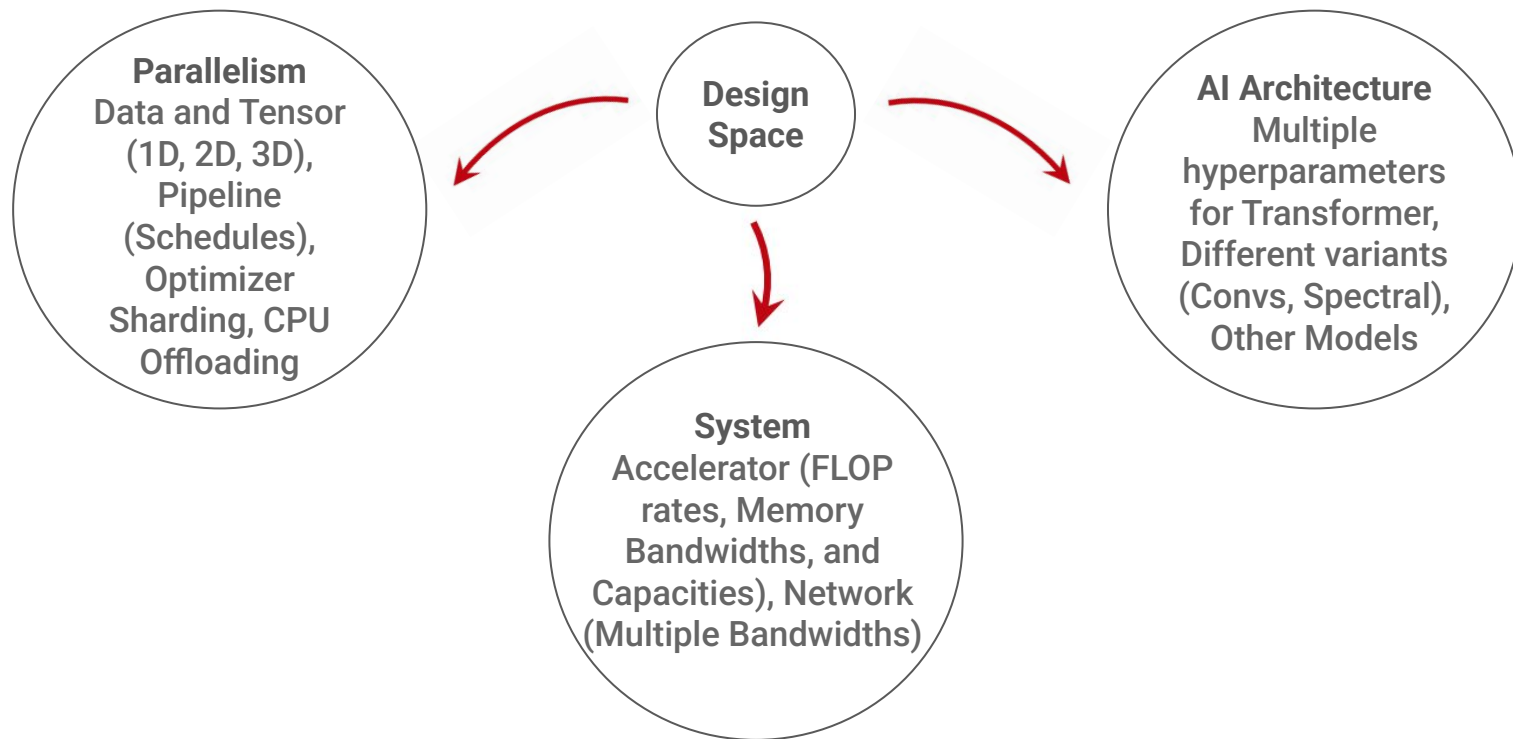 Parallelism
Data and Tensor
(1D, 2D, 3D),
Pipeline
(Schedules),
Optimizer
Sharding, CPU
Offloading
Design
Space
AI Architecture
Multiple
hyperparameters
for Transformer,
Different variants
(Convs, Spectral),
Other Models
System
Accelerator (FLOP
rates, Memory
Bandwidths, and
Capacities), Network
(Multiple Bandwidths)